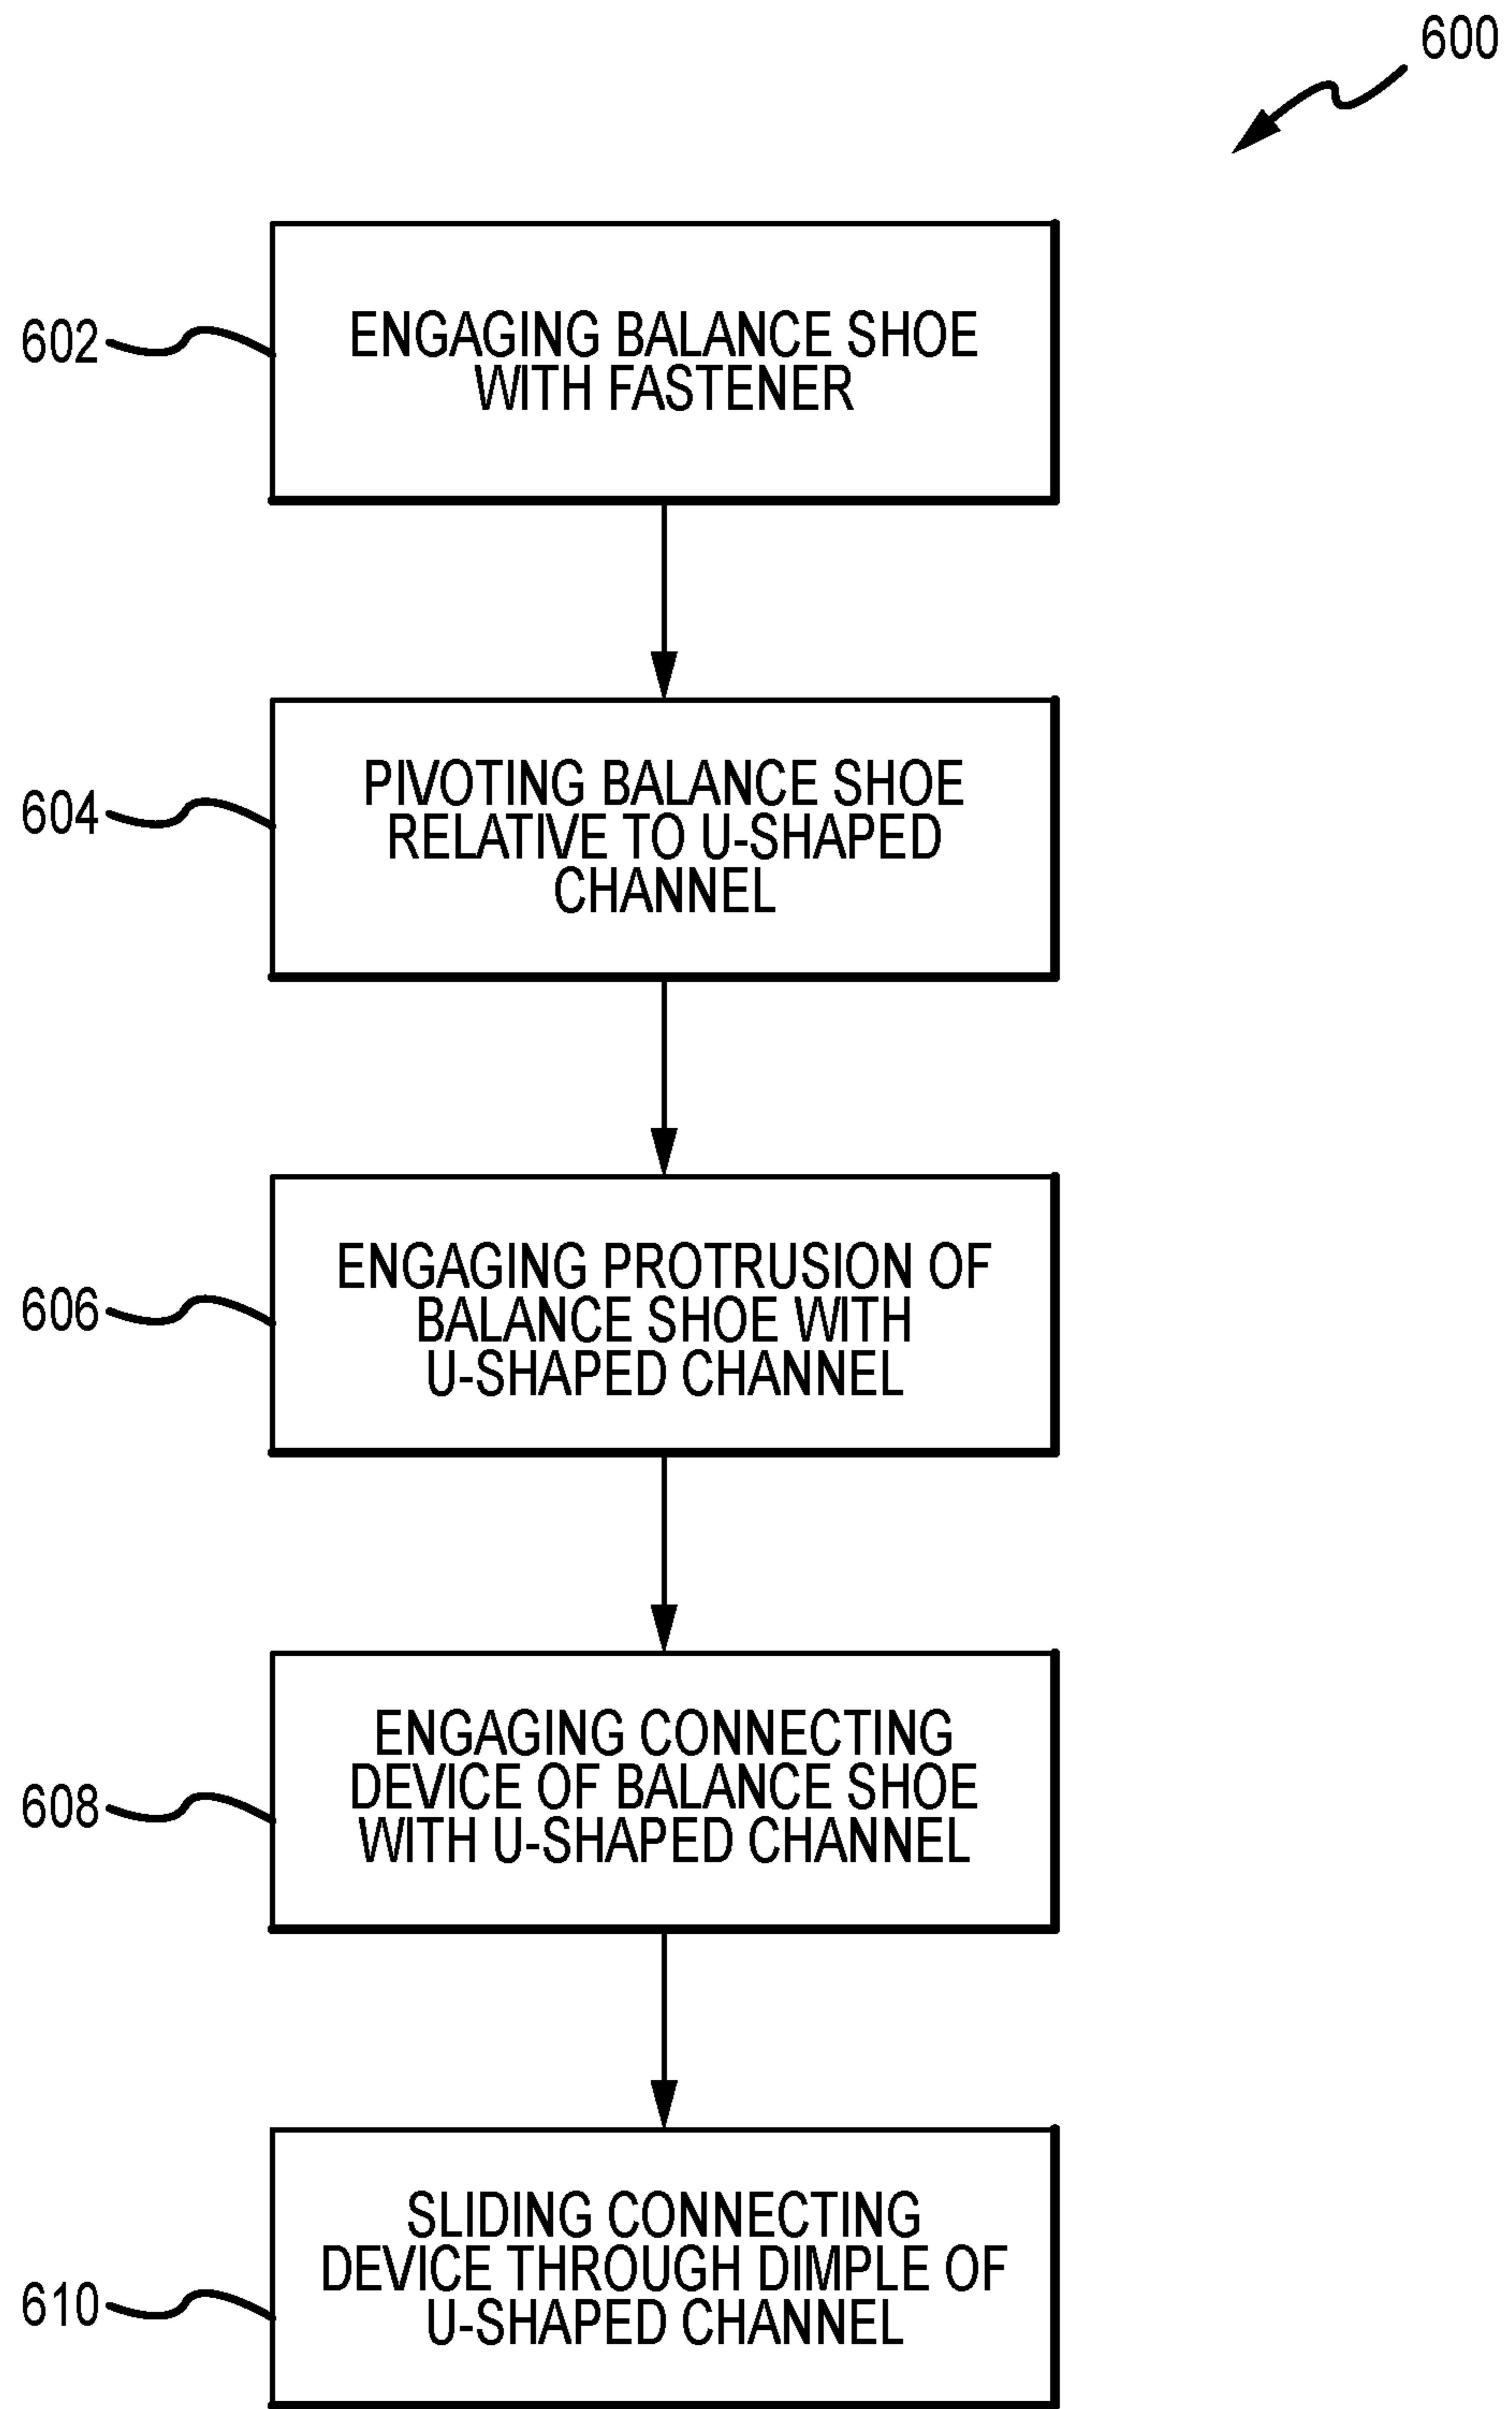 600
602
ENGAGING BALANCE SHOE
WITH FASTENER
604
PIVOTING BALANCE SHOE
RELATIVE TO U-SHAPED
CHANNEL
606
ENGAGING PROTRUSION OF
BALANCE SHOE WITH
U-SHAPED CHANNEL
608
ENGAGING CONNECTING
DEVICE OF BALANCE SHOE
WITH U-SHAPED CHANNEL
610
SLIDING CONNECTING
DEVICE THROUGH DIMPLE OF
U-SHAPED CHANNEL